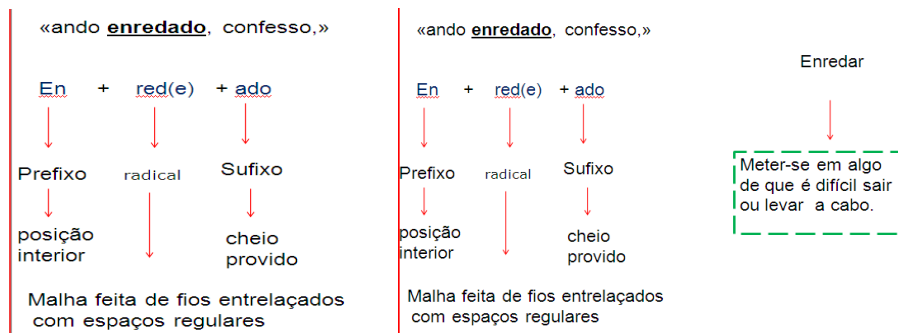 «ando enredado, confesso,»
En + red(e) + ado
Prefixo radical Sufixo
posição
interior
cheio
provido
Malha feita de fios entrelaçados
com espaços regulares
«ando enredado, confesso,»
En + red(e) + ado
Prefixo radical Sufixo
posição
interior
cheio
provido
Malha feita de fios entrelaçados
com espaços regulares
Enredar
Meter-se em algo
de que é difícil sair
ou levar a cabo.